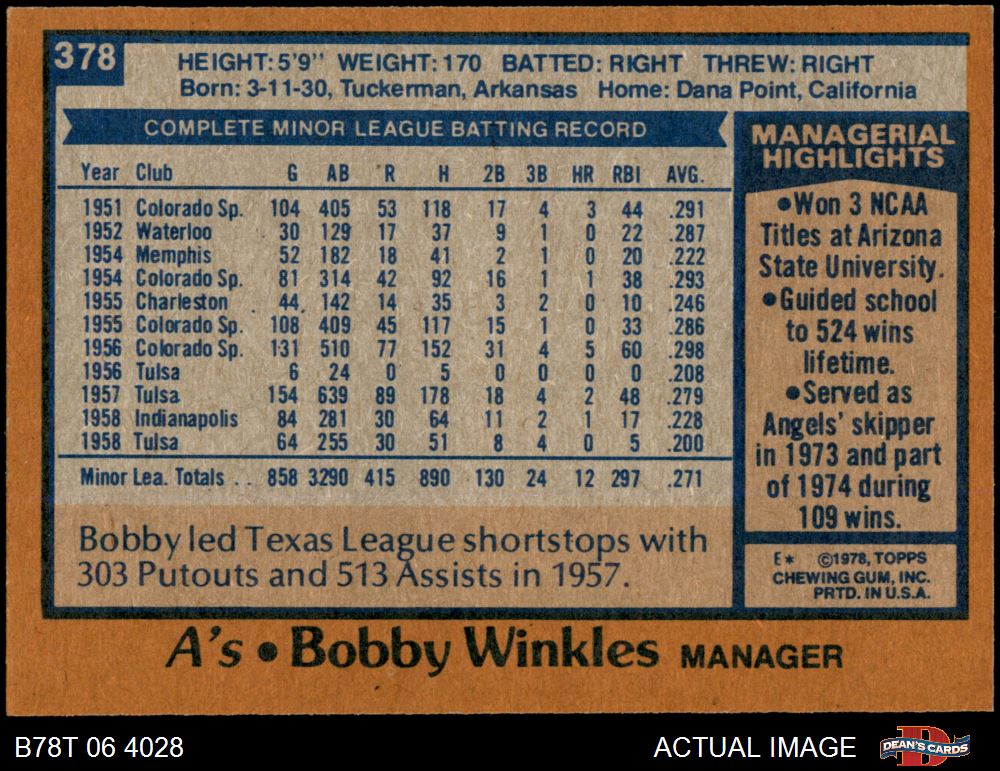 378
HEIGHT: 5'9" WEIGHT: 170 BATTED: RIGHT THREW: RIGHT
Born: 3-11-30, Tuckerman, Arkansas Home: Dana Point, California
COMPLETE MINOR LEAGUE BATTING RECORD
Year Club G AB R H 2B 3B HR RBI AVG.
1951 Colorado Sp. 104 405 53 118 17 4 3 44 .291
1952 Waterloo 30 129 17 37 9 1 0 22 .287
1954 Memphis 52 182 18 41 2 1 0 20 .222
1954 Colorado Sp. 81 314 42 92 16 1 1 38 .293
1955 Charleston 44 142 14 35 3 2 0 10 .246
1955 Colorado Sp. 108 409 45 117 15 1 0 33 .286
1956 Colorado Sp. 131 510 77 152 31 4 5 60 .298
1956 Tulsa 6 24 0 5 0 0 0 0 .208
1957 Tulsa 154 639 89 178 18 4 2 48 .279
1958 Indianapolis 84 281 30 64 11 2 1 17 .228
1958 Tulsa 64 255 30 51 8 4 0 5 .200
Minor Lea. Totals . . 858 3290 415 890 130 24 12 297 .271
Bobby led Texas League shortstops with
303 Putouts and 513 Assists in 1957.
MANAGERIAL
HIGHLIGHTS
•Won 3 NCAA
Titles at Arizona
State University.
•Guided school
to 524 wins
lifetime.
•Served as
Angels' skipper
in 1973 and part
of 1974 during
109 wins.
E* ©1978, TOPPS
CHEWING GUM, INC.
PRTD. IN U.S.A.
A's • Bobby Winkles MANAGER
B78T 06 4028
ACTUAL IMAGE
D
DEAN'S CARDS